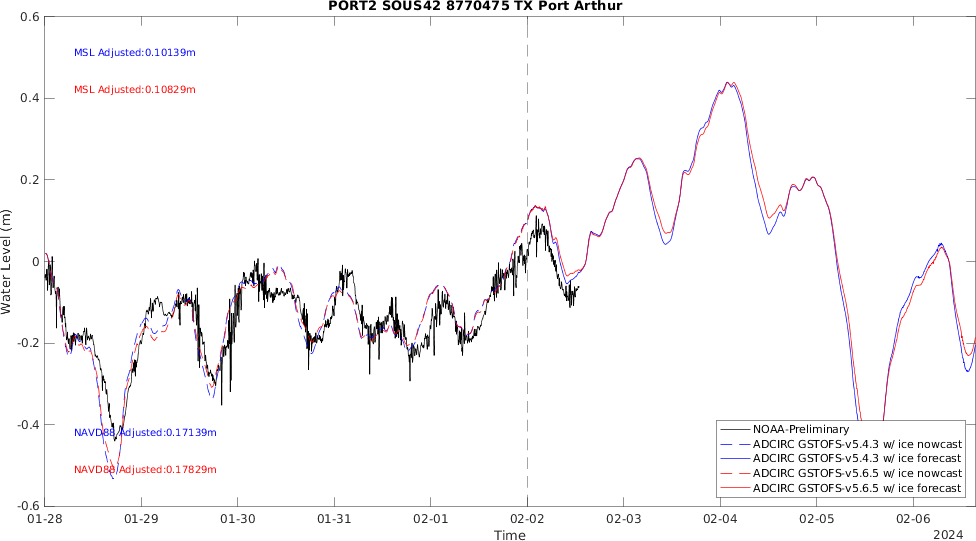 PORT2 SOUS42 8770475 TX Port Arthur
MSL Adjusted:0.10139m
MSL Adjusted:0.10829m
NAVD88 Adjusted:0.17139m
NAVD88 Adjusted:0.17829m
Water Level (m)
0.6
0.4
0.2
0
-0.2
-0.4
-0.6
01-28
01-29
01-30
01-31
02-01
02-02
02-03
02-04
02-05
02-06
Time
2024
NOAA-Preliminary
ADCIRC GSTOFS-v5.4.3 w/ ice nowcast
ADCIRC GSTOFS-v5.4.3 w/ ice forecast
ADCIRC GSTOFS-v5.6.5 w/ ice nowcast
ADCIRC GSTOFS-v5.6.5 w/ ice forecast